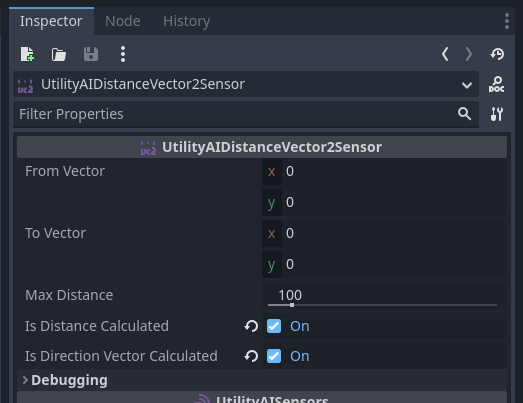 Inspector Node History
UtilityAIDistanceVector2Sensor DOC
Filter Properties
UtilityAIDistanceVector2Sensor
From Vector x 0
y 0
To Vector x 0
y 0
Max Distance 100
Is Distance Calculated On
Is Direction Vector Calculated On
Debugging
UtilityAISensors